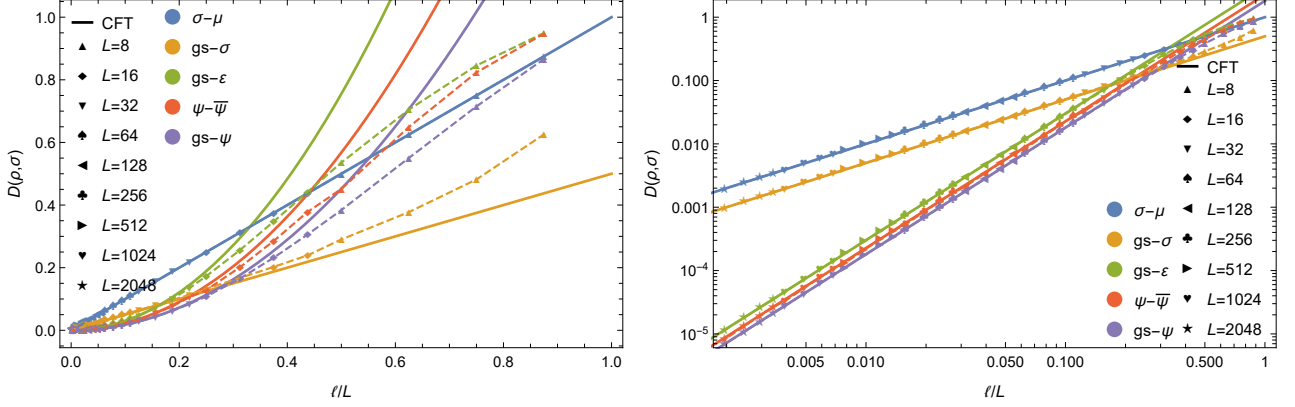 D(ρ,σ)
1.0
0.8
0.6
0.4
0.2
0.0
0.0
0.2
0.4
0.6
0.8
1.0
ℓ/L
CFT
L=8
L=16
L=32
L=64
L=128
L=256
L=512
L=1024
L=2048
σ-μ
gs-σ
gs-ε
ψ-ψ̅
gs-ψ
D(ρ,σ)
1
0.100
0.010
0.001
10⁻⁴
10⁻⁵
0.005
0.010
0.050
0.100
0.500
1
ℓ/L
σ-μ
gs-σ
gs-ε
ψ-ψ̅
gs-ψ
CFT
L=8
L=16
L=32
L=64
L=128
L=256
L=512
L=1024
L=2048